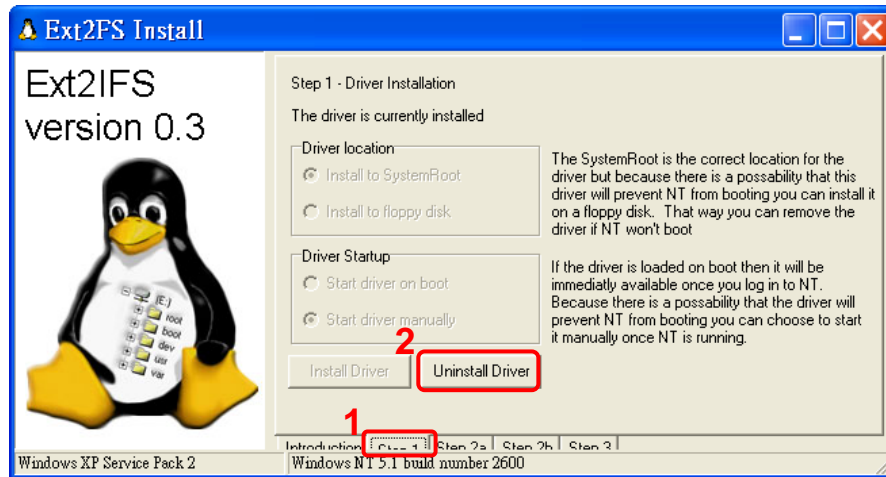 Ext2FS Install
Ext2IFS
version 0.3
Step 1 - Driver Installation
The driver is currently installed
Driver location
Install to SystemRoot
Install to floppy disk
The SystemRoot is the correct location for the
driver but because there is a possability that this
driver will prevent NT from booting you can install it
on a floppy disk. That way you can remove the
driver if NT won't boot
Driver Startup
Start driver on boot
Start driver manually
If the driver is loaded on boot then it will be
immediatly available once you log in to NT.
Because there is a possability that the driver will
prevent NT from booting you can choose to start
it manually once NT is running.
2
Install Driver
Uninstall Driver
1
Introduction
Step 1
Step 2a
Step 2b
Step 3
(E:)
root
boot
dev
usr
var
Windows XP Service Pack 2
Windows NT 5.1 build number 2600